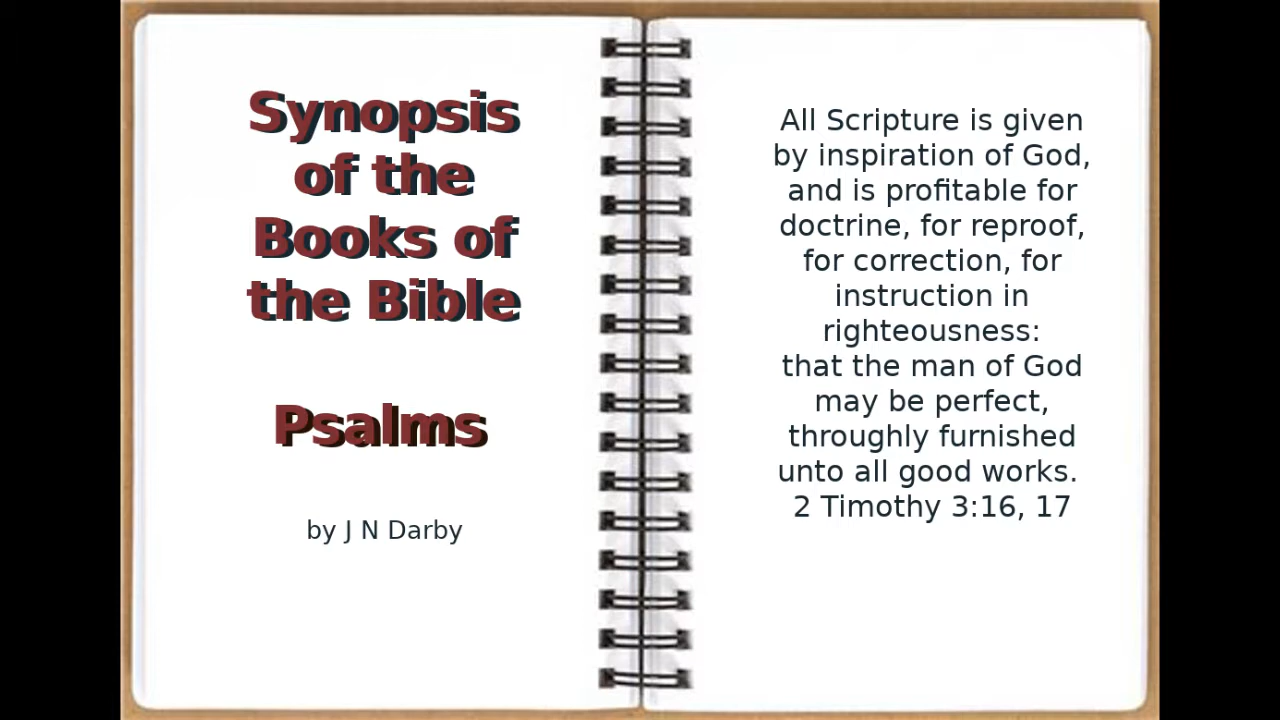 Synopsis
of the
Books of
the Bible
Psalms
by J N Darby
All Scripture is given
by inspiration of God,
and is profitable for
doctrine, for reproof,
for correction, for
instruction in
righteousness:
that the man of God
may be perfect,
throughly furnished
unto all good works.
2 Timothy 3:16, 17